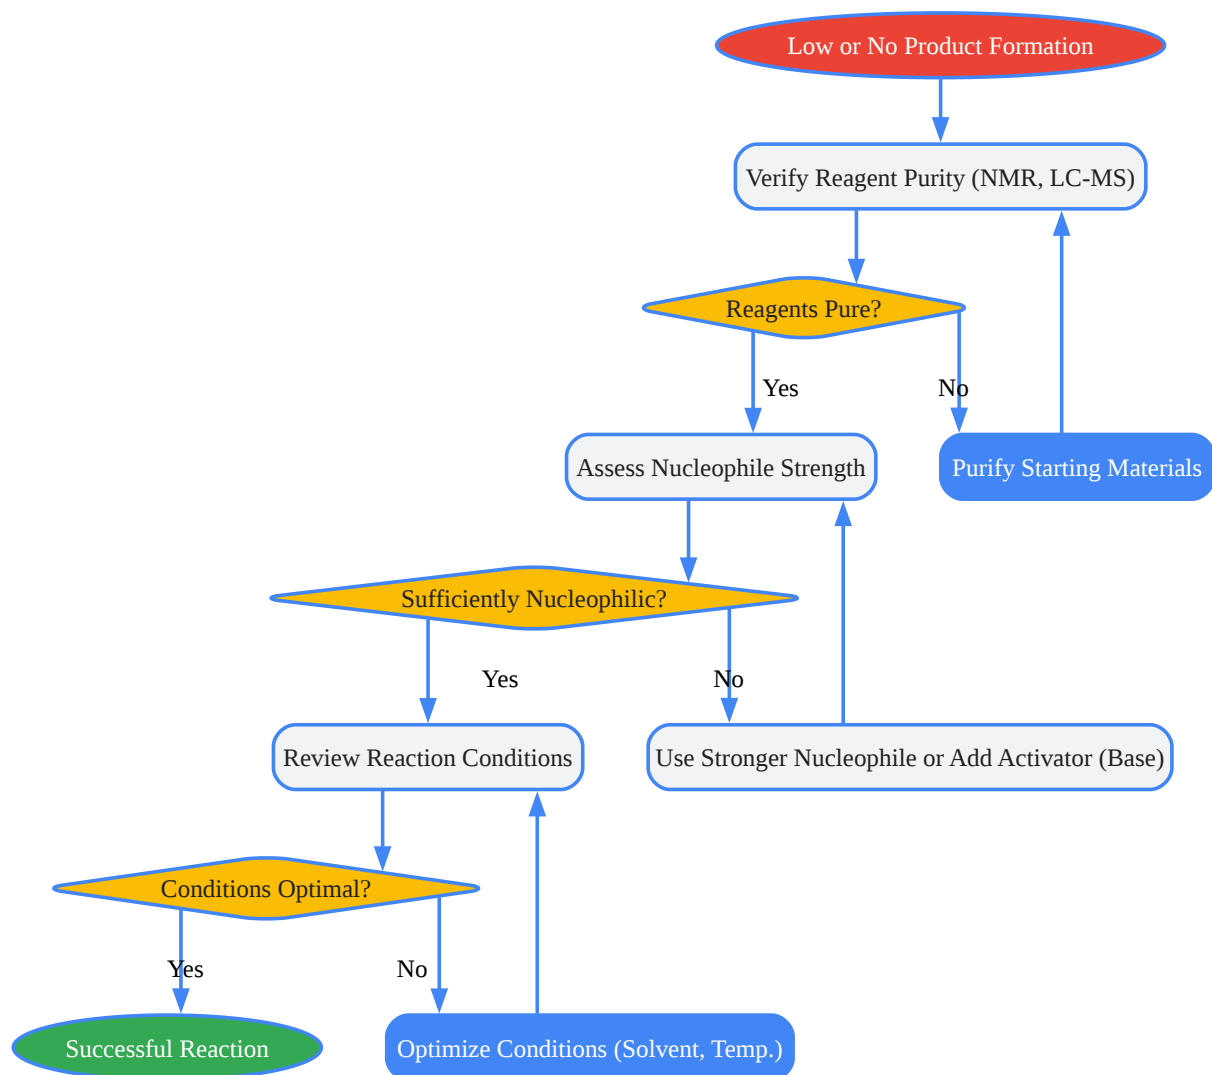 Low or No Product Formation
Verify Reagent Purity (NMR, LC-MS)
Reagents Pure?
Yes
No
Assess Nucleophile Strength
Purify Starting Materials
Sufficiently Nucleophilic?
Yes
No
Review Reaction Conditions
Use Stronger Nucleophile or Add Activator (Base)
Conditions Optimal?
Yes
No
Successful Reaction
Optimize Conditions (Solvent, Temp.)